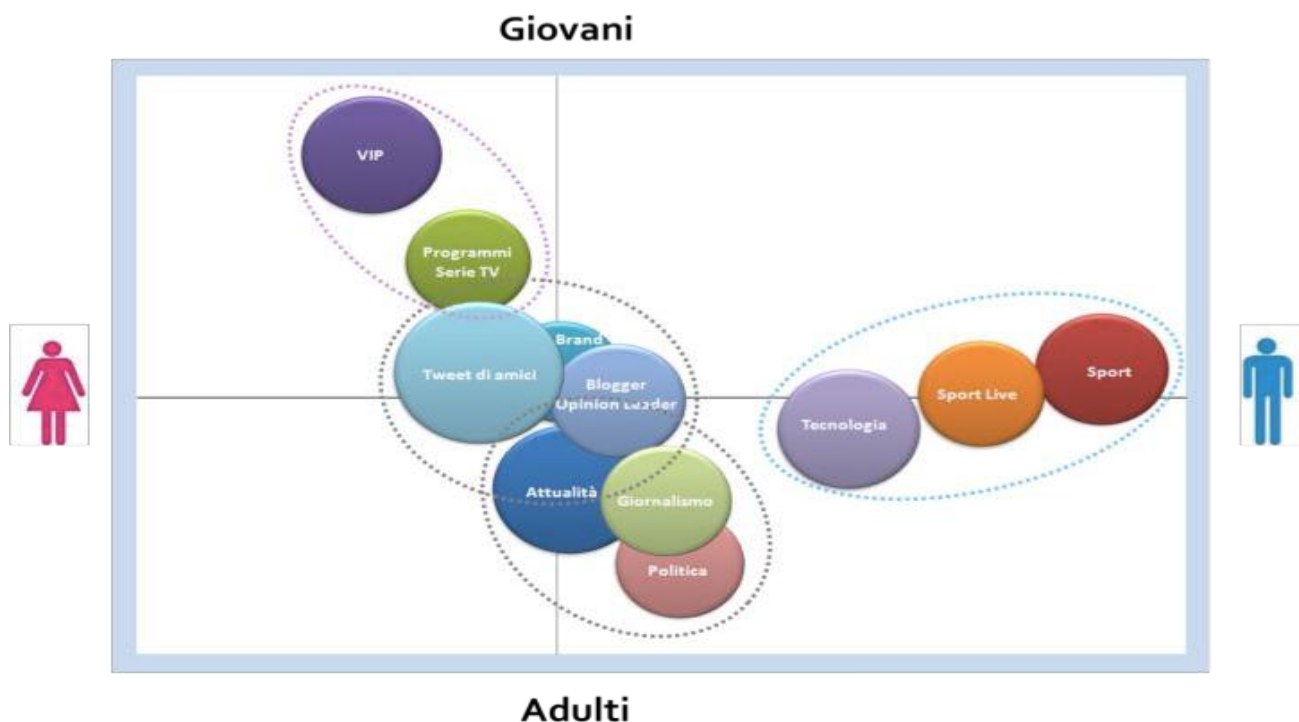 Giovani
VIP
Programmi
Serie TV
Brand
Tweet di amici
Blogger
Opinion Leader
Sport
Sport Live
Tecnologia
Attualità
Giornalismo
Politica
Adulti